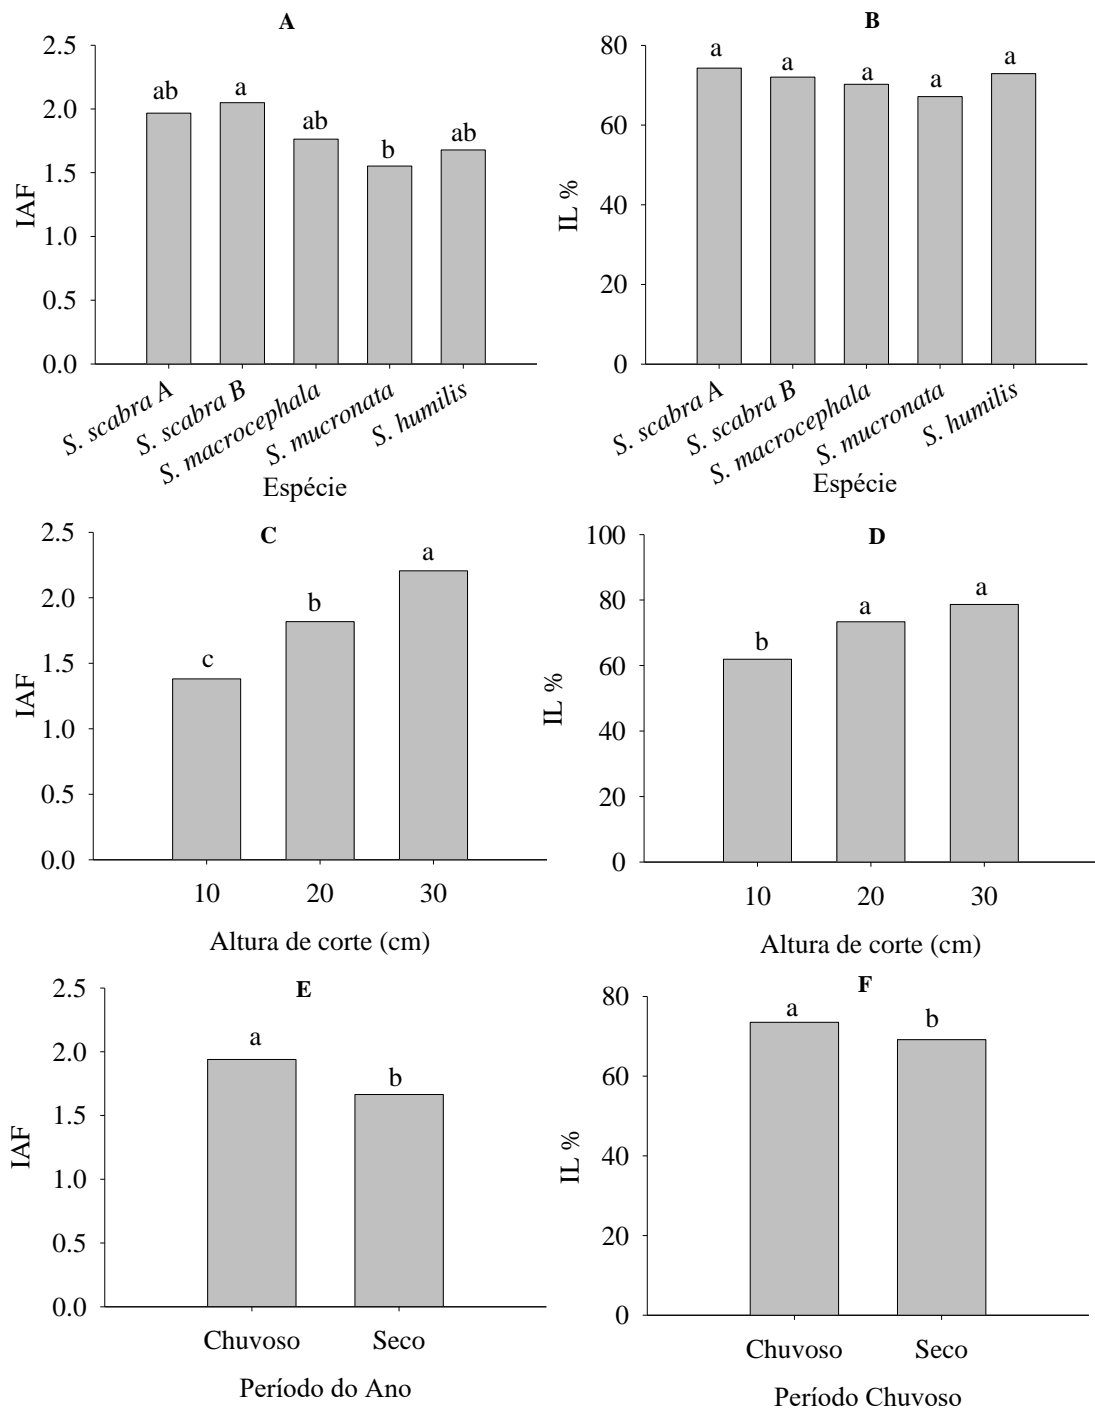 A
2.5
2.0
1.5
1.0
0.5
0.0
IAF
ab
a
ab
b
ab
S. scabra A
S. scabra B
S. macrocephala
S. mucronata
S. humilis
Espécie
B
80
60
40
20
0
IL %
a
a
a
a
a
S. scabra A
S. scabra B
S. macrocephala
S. mucronata
S. humilis
Espécie
C
2.5
2.0
1.5
1.0
0.5
0.0
IAF
c
b
a
10 20 30
Altura de corte (cm)
D
100
80
60
40
20
0
IL %
b
a
a
10 20 30
Altura de corte (cm)
E
2.5
2.0
1.5
1.0
0.5
0.0
IAF
a
b
Chuvoso Seco
Período do Ano
F
80
60
40
20
0
IL %
a
b
Chuvoso Seco
Período Chuvoso